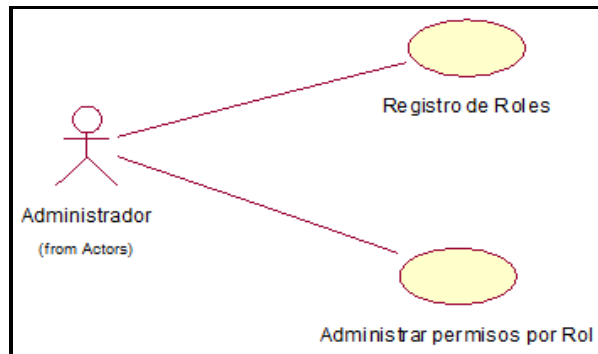 Registro de Roles
Administrador
(from Actors)
Administrar permisos por Rol